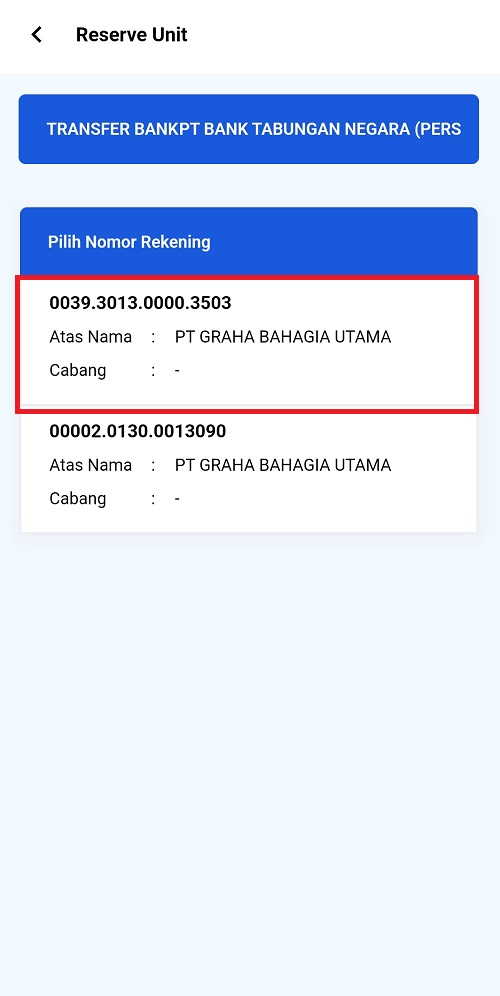 Reserve Unit
TRANSFER BANKPT BANK TABUNGAN NEGARA (PERS
Pilih Nomor Rekening
0039.3013.0000.3503
Atas Nama : PT GRAHA BAHAGIA UTAMA
Cabang : -
00002.0130.0013090
Atas Nama : PT GRAHA BAHAGIA UTAMA
Cabang : -